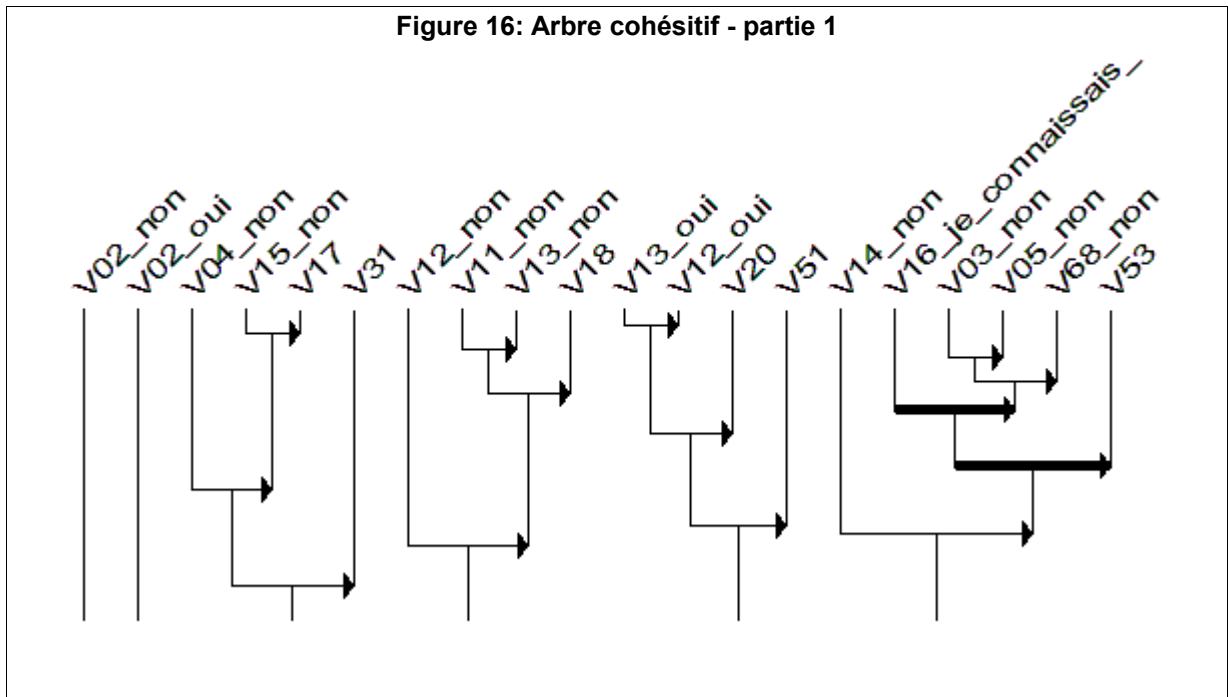 Figure 16: Arbre cohésitif - partie 1
V02_non
V02_oui
V04_non
V15_non
V17
V31
V12_non
V11_non
V13_non
V18
V13_oui
V12_oui
V20
V51
V14_non
V16_je_connaissais_
V03_non
V05_non
V68_non
V53